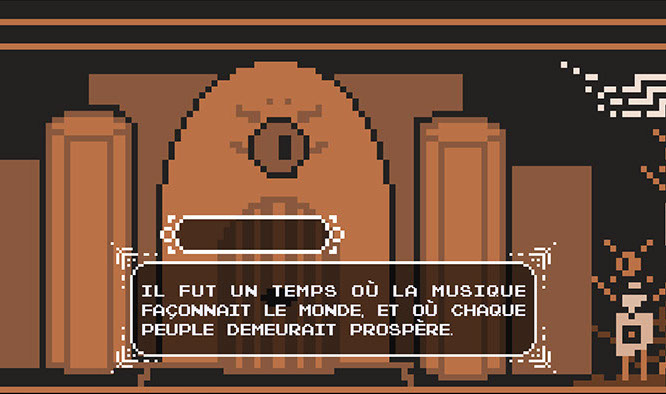 IL FUT UN TEMPS OÙ LA MUSIQUE
FAÇONNAIT LE MONDE, ET OÙ CHAQUE
PEUPLE DEMEURAIT PROSPÈRE.